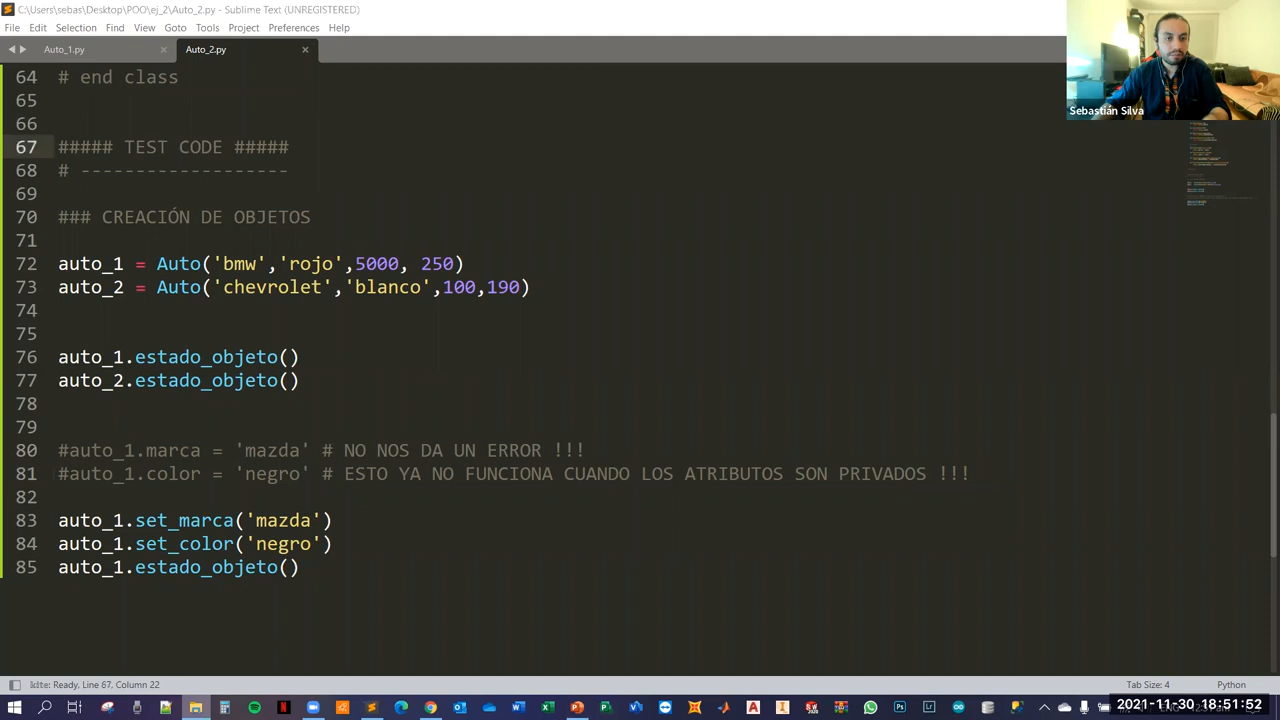 C:\Users\sebas\Desktop\POO\ej_2\Auto_2.py - Sublime Text (UNREGISTERED)
File Edit Selection Find View Goto Tools Project Preferences Help
Auto_1.py Auto_2.py
Sebastián Silva
64 # end class
65
66
67 ##### TEST CODE #####
68 # -------------------
69
70 ### CREACIÓN DE OBJETOS
71
72 auto_1 = Auto('bmw','rojo',5000, 250)
73 auto_2 = Auto('chevrolet','blanco',100,190)
74
75
76 auto_1.estado_objeto()
77 auto_2.estado_objeto()
78
79
80 #auto_1.marca = 'mazda' # NO NOS DA UN ERROR !!!
81 #auto_1.color = 'negro' # ESTO YA NO FUNCIONA CUANDO LOS ATRIBUTOS SON PRIVADOS !!!
82
83 auto_1.set_marca('mazda')
84 auto_1.set_color('negro')
85 auto_1.estado_objeto()
Ready, Line 67, Column 22 Tab Size: 4 Python
2021-11-30 18:51:52